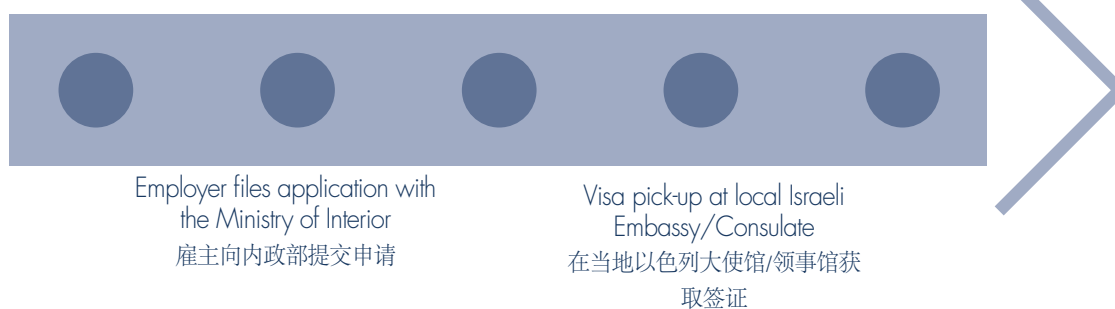 Employer files application with
the Ministry of Interior
雇主向内政部提交申请
Visa pick-up at local Israeli
Embassy/Consulate
在当地以色列大使馆/领事馆获
取签证